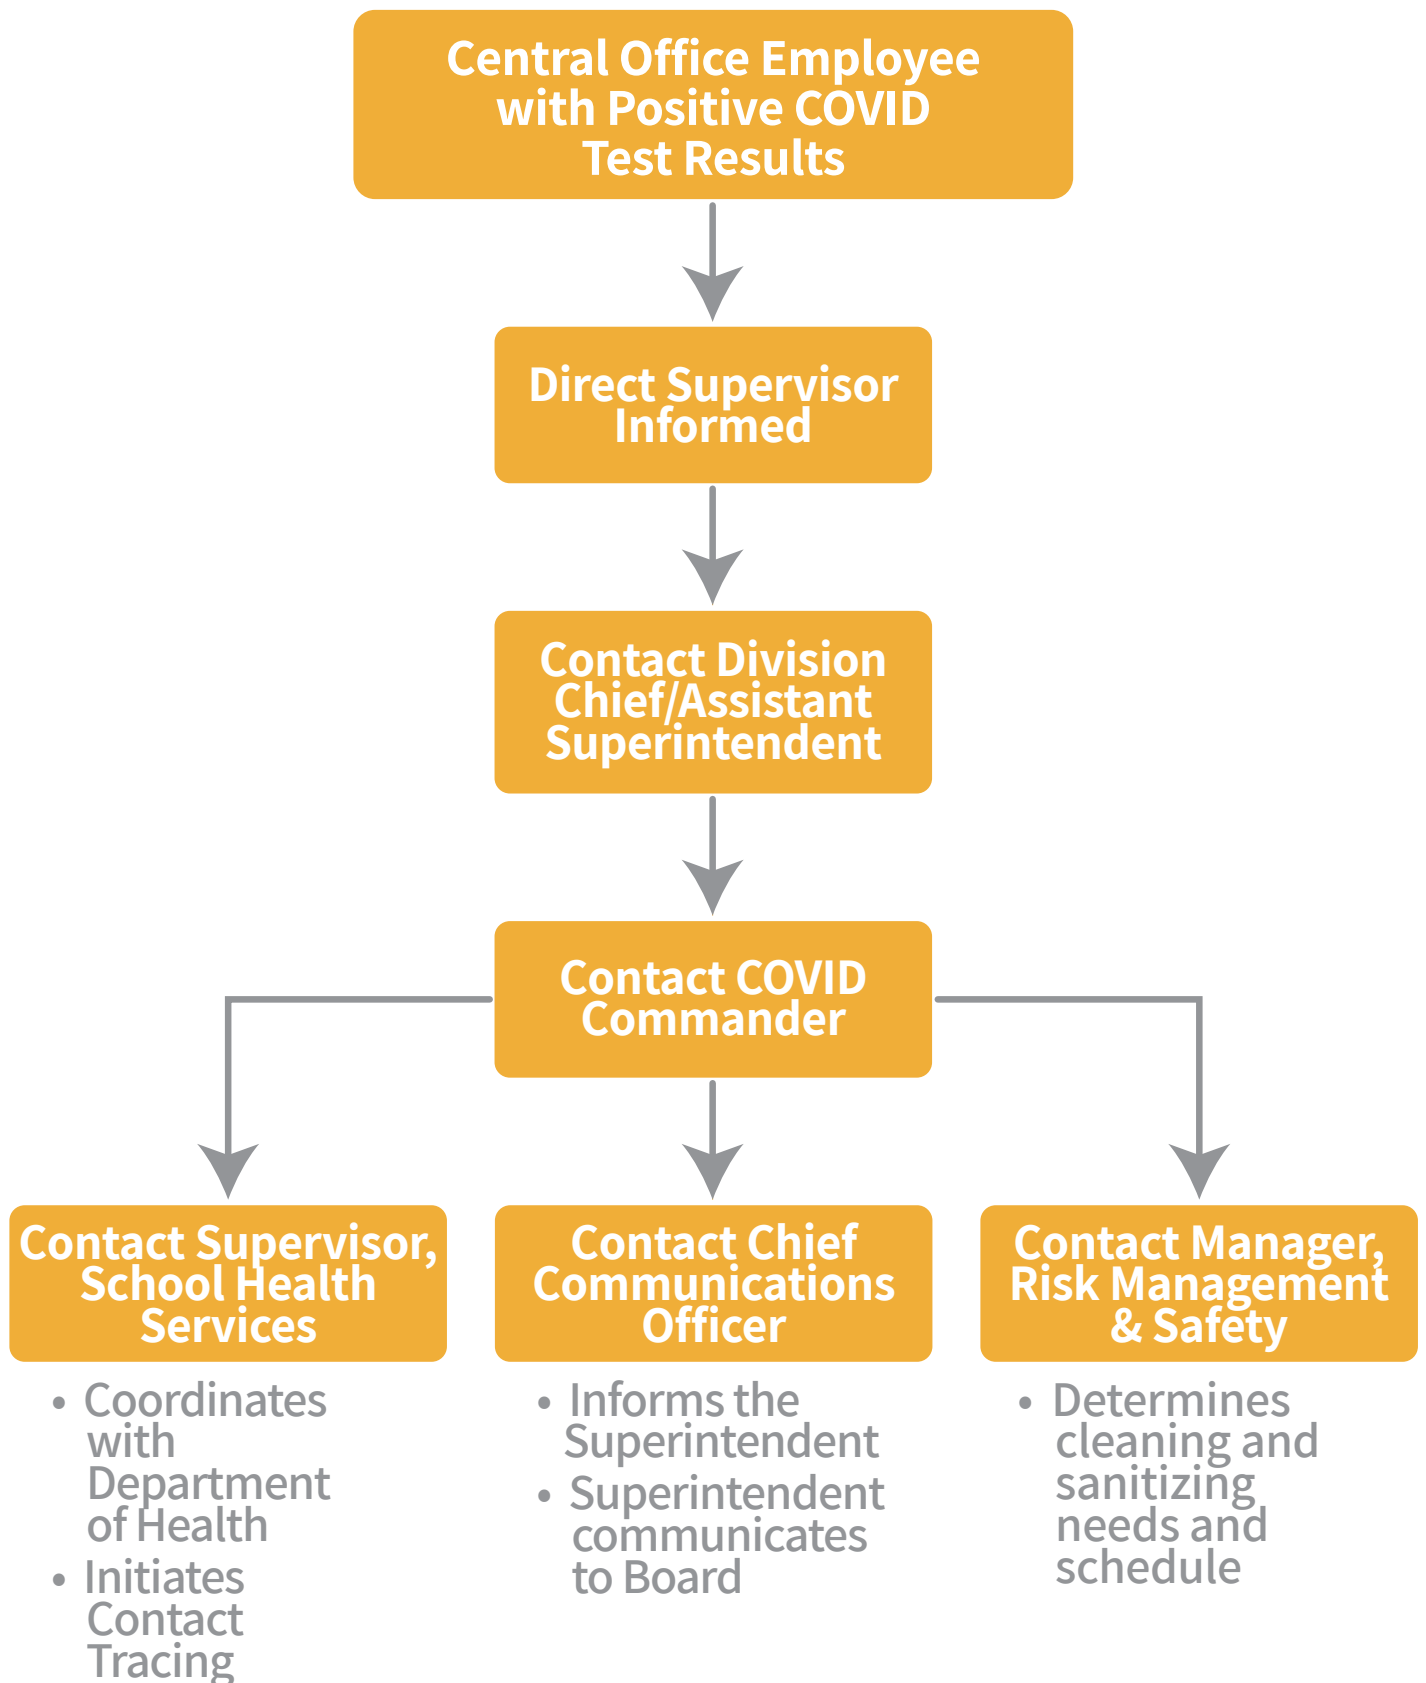 Central Office Employee
with Positive COVID
Test Results
Direct Supervisor
Informed
Contact Division
Chief/Assistant
Superintendent
Contact COVID
Commander
Contact Supervisor,
School Health
Services
• Coordinates
with
Department
of Health
• Initiates
Contact
Tracing
Contact Chief
Communications
Officer
• Informs the
Superintendent
• Superintendent
communicates
to Board
Contact Manager,
Risk Management
& Safety
• Determines
cleaning and
sanitizing
needs and
schedule